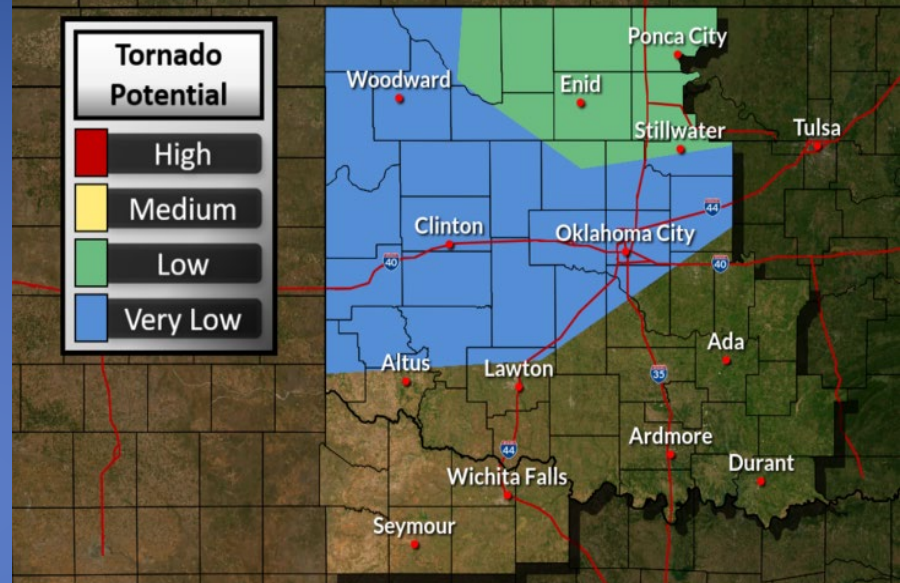 Tornado
Potential
High
Medium
Low
Very Low
Ponca City
Woodward
Enid
Stillwater
Tulsa
44
Clinton
Oklahoma City
40
40
Ada
Altus
Lawton
35
Ardmore
44
Durant
Wichita Falls
Seymour